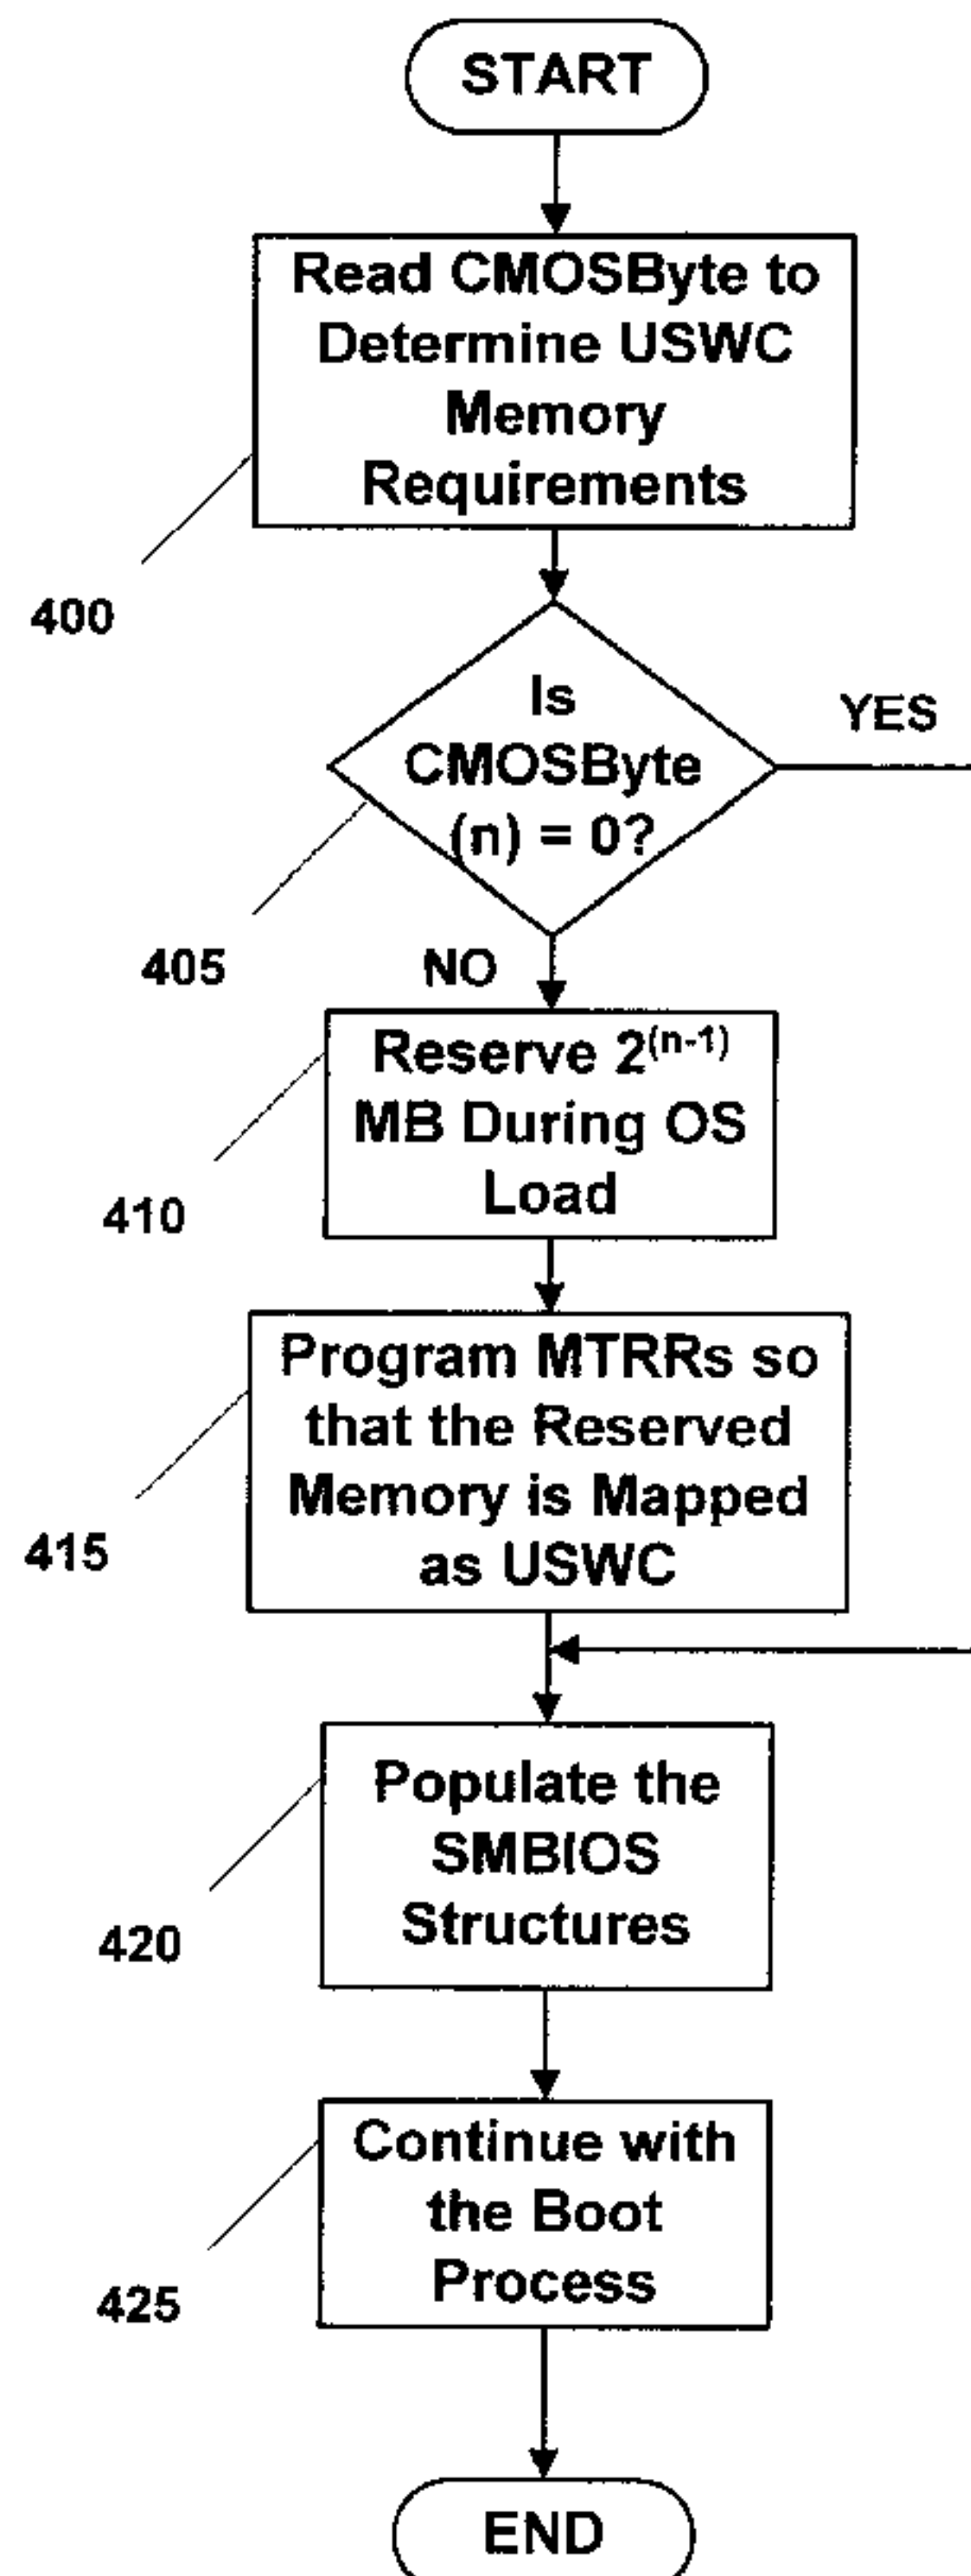 START
Read CMOSByte to
Determine USWC
Memory
Requirements
400
Is
CMOSByte
(n) = 0?
YES
405
NO
Reserve 2^(n-1)
MB During OS
Load
410
Program MTRRs so
that the Reserved
Memory is Mapped
as USWC
415
Populate the
SMBIOS
Structures
420
Continue with
the Boot
Process
425
END